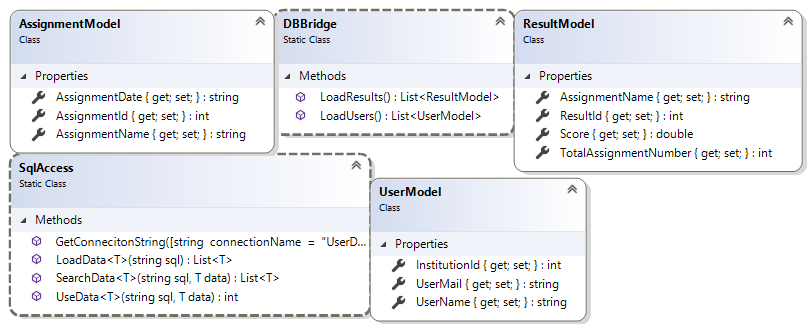 AssignmentModel
Class
Properties
AssignmentDate { get; set; } : string
AssignmentId { get; set; } : int
AssignmentName { get; set; } : string
DBBridge
Static Class
Methods
LoadResults() : List<ResultModel>
LoadUsers() : List<UserModel>
ResultModel
Class
Properties
AssignmentName { get; set; } : string
ResultId { get; set; } : int
Score { get; set; } : double
TotalAssignmentNumber { get; set; } : int
SqlAccess
Static Class
Methods
GetConnecitonString([string connectionName = "UserD...
LoadData<T>(string sql) : List<T>
SearchData<T>(string sql, T data) : List<T>
UseData<T>(string sql, T data) : int
UserModel
Class
Properties
InstitutionId { get; set; } : int
UserMail { get; set; } : string
UserName { get; set; } : string